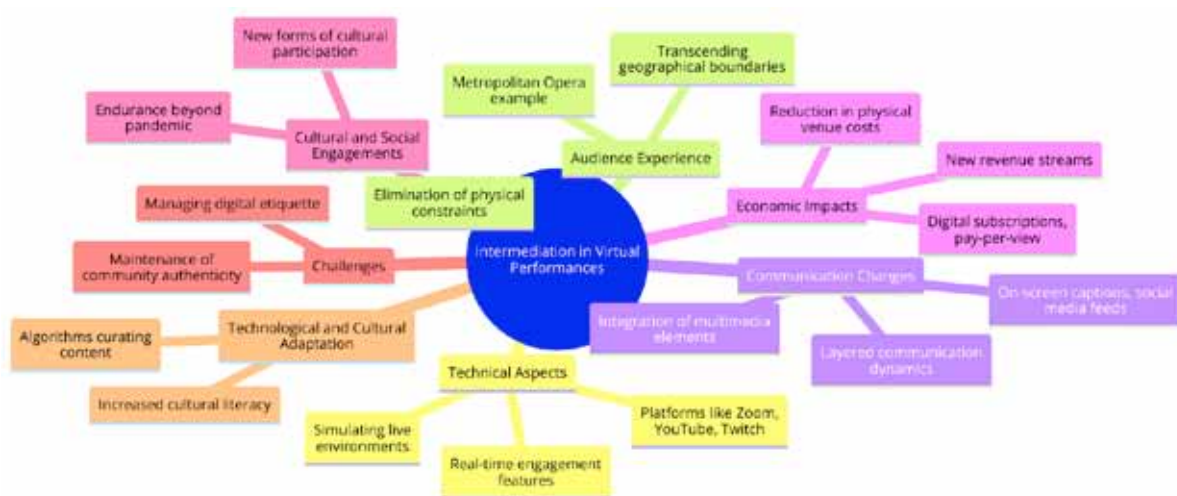 New forms of cultural
participation
Endurance beyond
pandemic
Cultural and Social
Engagements
Metropolitan Opera
example
Transcending
geographical boundaries
Audience Experience
Elimination of physical
constraints
Reduction in physical
venue costs
New revenue streams
Economic Impacts
Digital subscriptions,
pay-per-view
Managing digital etiquette
Maintenance of
community authenticity
Challenges
Intermediation in Virtual
Performances
Communication Changes
On-screen captions, social
media feeds
Integration of multimedia
elements
Layered communication
dynamics
Technological and Cultural
Adaptation
Algorithms curating
content
Increased cultural literacy
Technical Aspects
Simulating live
environments
Real-time engagement
features
Platforms like Zoom,
YouTube, Twitch